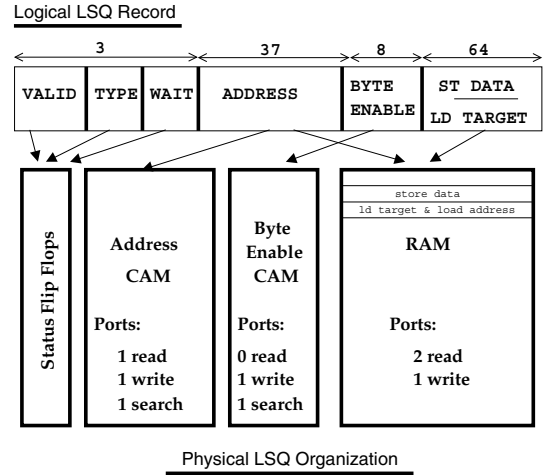 Logical LSQ Record
3 37 8 64
VALID TYPE WAIT ADDRESS BYTE ENABLE ST DATA
LD TARGET
store data
ld target & load address
Status Flip Flops
Address
CAM
Ports:
1 read
1 write
1 search
Byte
Enable
CAM
Ports:
0 read
1 write
1 search
RAM
Ports:
2 read
1 write
Physical LSQ Organization